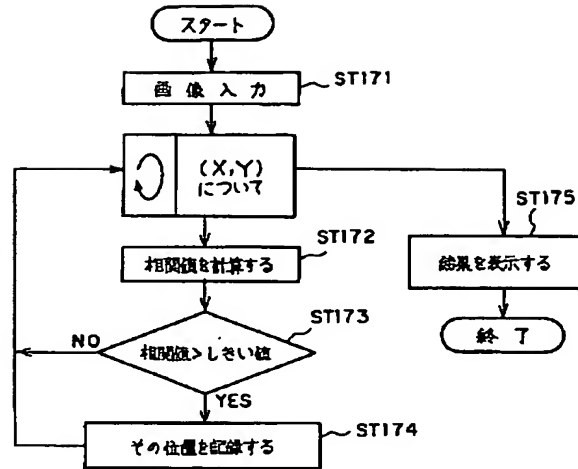 スタート
画像入力
ST171
(X,Y)
について
ST172
相関値を計算する
ST173
相関値>しきい値
NO
YES
ST174
その位置を記録する
ST175
結果を表示する
終了